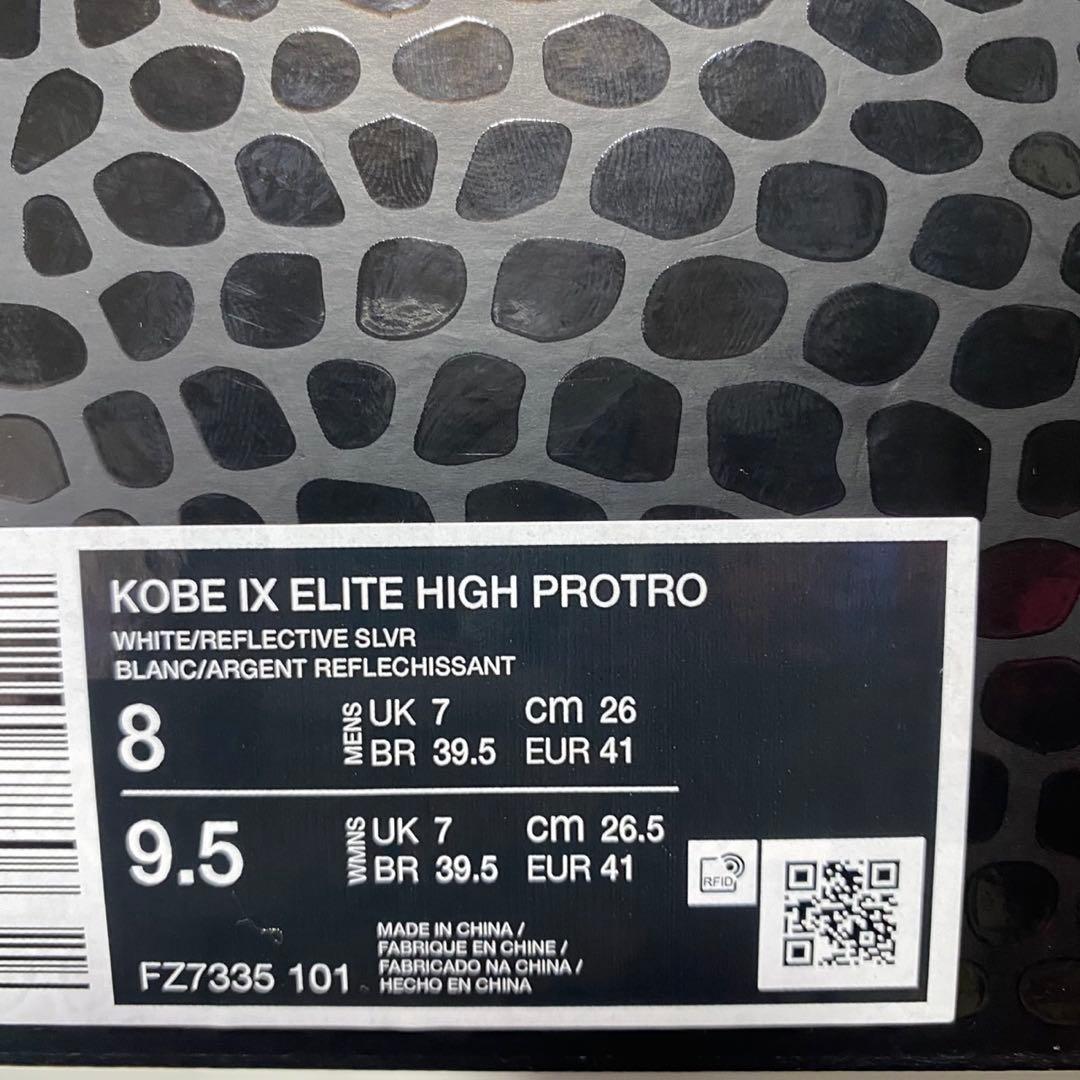 KOBE IX ELITE HIGH PROTRO
WHITE/REFLECTIVE SLVR
BLANC/ARGENT REFLECHISSANT
8 MENS UK 7 CM 26
BR 39.5 EUR 41
9.5 WMNS UK 7 CM 26.5
BR 39.5 EUR 41
RFID
MADE IN CHINA /
FABRIQUE EN CHINE /
FABRICADO NA CHINA /
HECHO EN CHINA
FZ7335 101